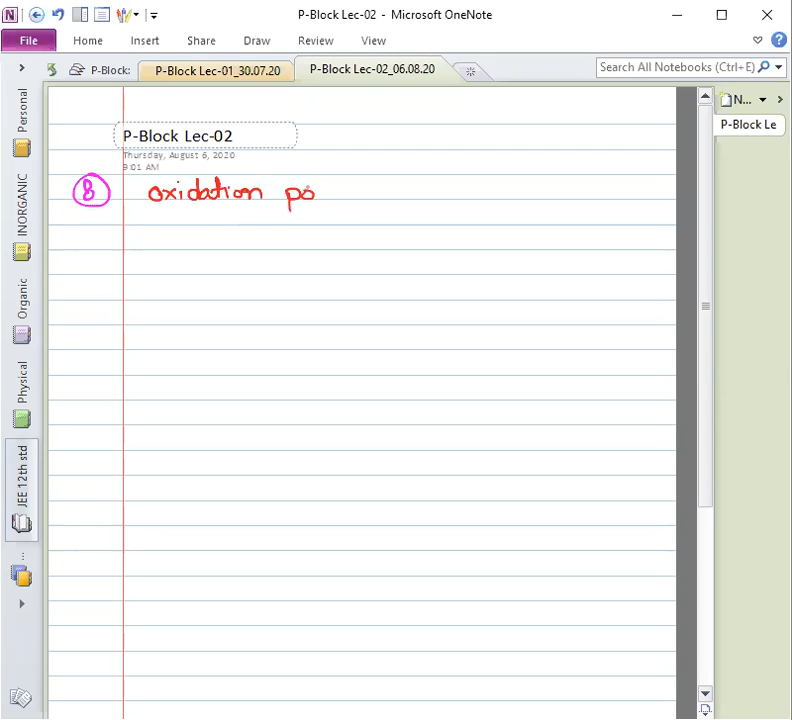 P-Block Lec-02 - Microsoft OneNote
File Home Insert Share Draw Review View
P-Block: P-Block Lec-01_30.07.20 P-Block Lec-02_06.08.20 Search All Notebooks (Ctrl+E)
N...
P-Block Le
Personal
INORGANIC
Organic
Physical
JEE 12th std
P-Block Lec-02
Thursday, August 6, 2020
9:01 AM
8 oxidation po